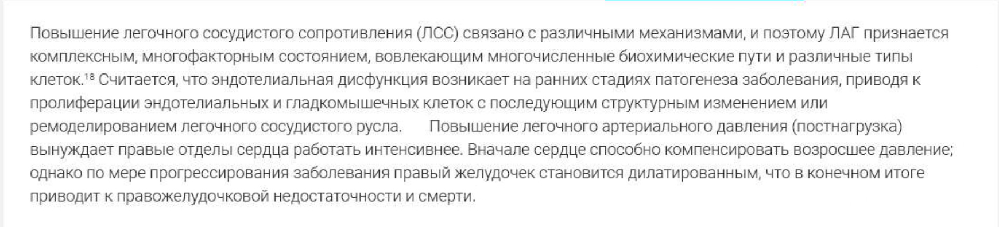 Повышение легочного сосудистого сопротивления (ЛСС) связано с различными механизмами, и поэтому ЛАГ признается
комплексным, многофакторным состоянием, вовлекающим многочисленные биохимические пути и различные типы
клеток.¹⁸ Считается, что эндотелиальная дисфункция возникает на ранних стадиях патогенеза заболевания, приводя к
пролиферации эндотелиальных и гладкомышечных клеток с последующим структурным изменением или
ремоделированием легочного сосудистого русла. Повышение легочного артериального давления (постнагрузка)
вынуждает правые отделы сердца работать интенсивнее. Вначале сердце способно компенсировать возросшее давление;
однако по мере прогрессирования заболевания правый желудочек становится дилатированным, что в конечном итоге
приводит к правожелудочковой недостаточности и смерти.